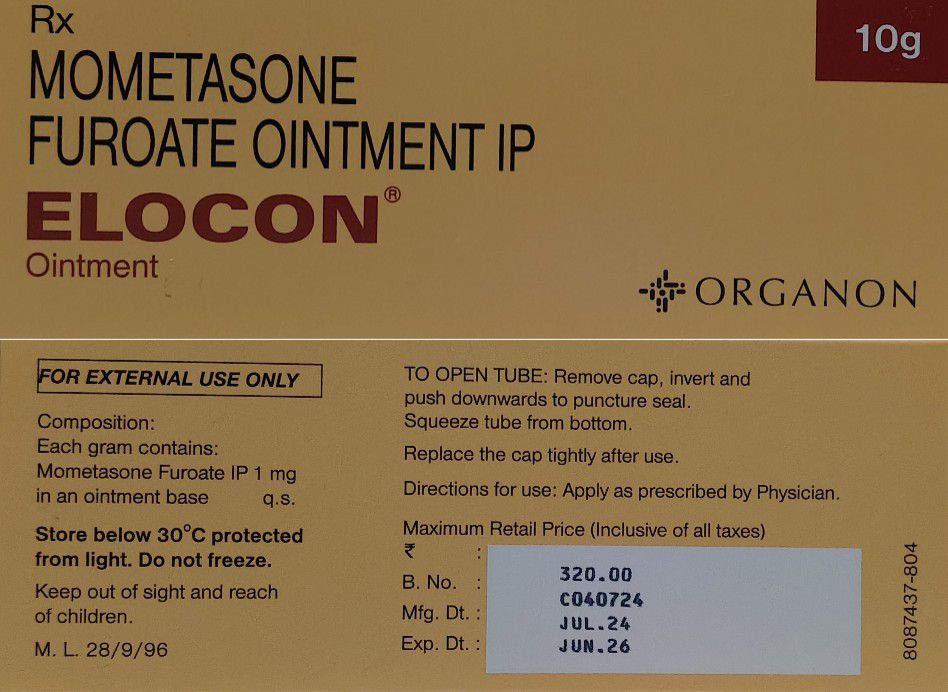 Rx
10g
MOMETASONE
FUROATE OINTMENT IP
ELOCON®
Ointment
ORGANON
FOR EXTERNAL USE ONLY
Composition:
Each gram contains:
Mometasone Furoate IP 1 mg
in an ointment base q.s.
Store below 30°C protected
from light. Do not freeze.
Keep out of sight and reach
of children.
M. L. 28/9/96
TO OPEN TUBE: Remove cap, invert and
push downwards to puncture seal.
Squeeze tube from bottom.
Replace the cap tightly after use.
Directions for use: Apply as prescribed by Physician.
Maximum Retail Price (Inclusive of all taxes)
₹ : 320.00
B. No. : C040724
Mfg. Dt. : JUL.24
Exp. Dt. : JUN.26
8087437-804